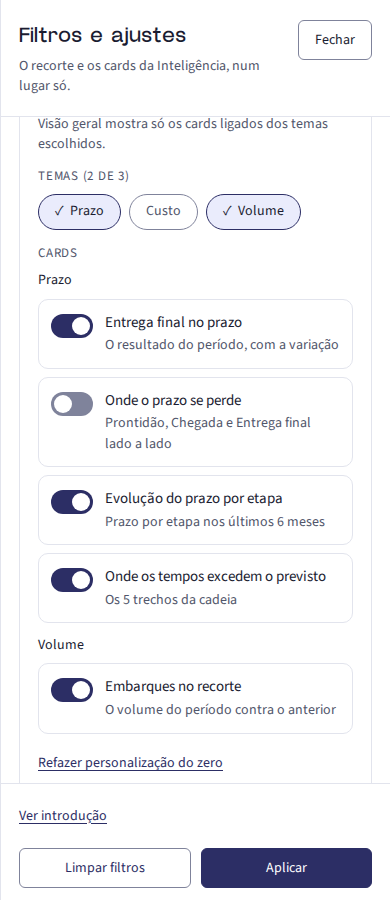 Filtros e ajustes
Fechar
O recorte e os cards da Inteligência, num
lugar só.
Visão geral mostra só os cards ligados dos temas
escolhidos.
TEMAS (2 DE 3)
✓ Prazo
Custo
✓ Volume
CARDS
Prazo
Entrega final no prazo
O resultado do período, com a variação
Onde o prazo se perde
Prontidão, Chegada e Entrega final
lado a lado
Evolução do prazo por etapa
Prazo por etapa nos últimos 6 meses
Onde os tempos excedem o previsto
Os 5 trechos da cadeia
Volume
Embarques no recorte
O volume do período contra o anterior
Refazer personalização do zero
Ver introdução
Limpar filtros
Aplicar